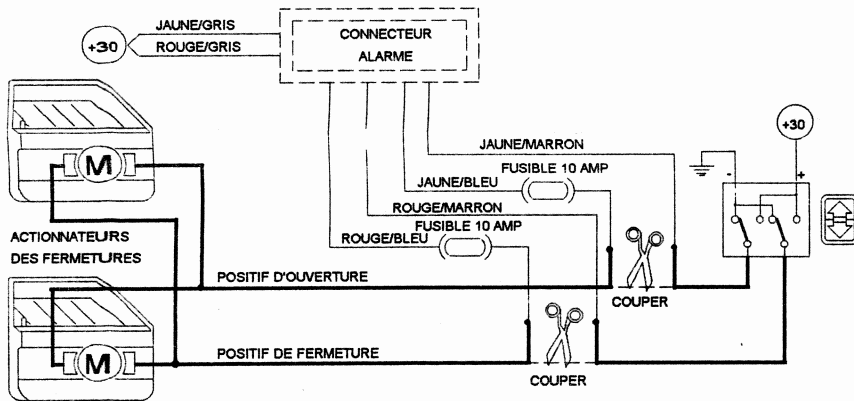 JAUNE/GRIS
+30
ROUGE/GRIS
CONNECTEUR
ALARME
JAUNE/MARRON
+30
FUSIBLE 10 AMP
- +
JAUNE/BLEU
ROUGE/MARRON
FUSIBLE 10 AMP
ROUGE/BLEU
M
ACTIONNATEURS
DES FERMETURES
POSITIF D'OUVERTURE
COUPER
M
POSITIF DE FERMETURE
COUPER